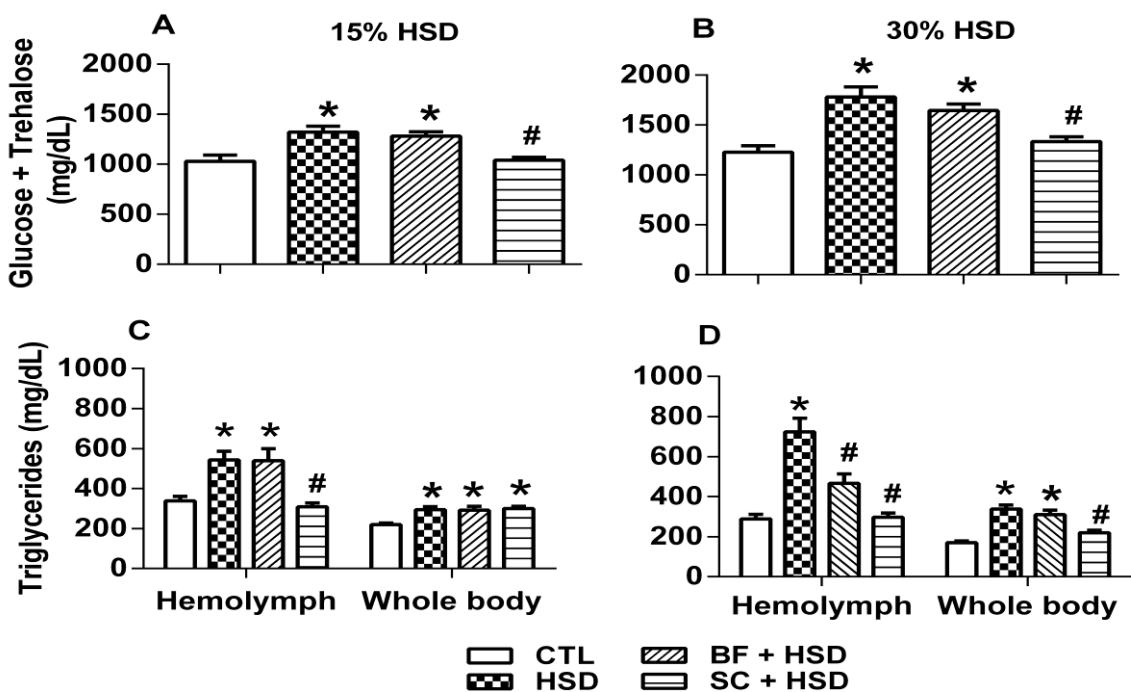 A 15% HSD
B 30% HSD
Glucose + Trehalose
(mg/dL)
2000
1500
1000
500
0
* * #
2000
1500
1000
500
0
* * #
C
D
Triglycerides (mg/dL)
1000
800
600
400
200
0
* * # * * *
Hemolymph Whole body
1000
800
600
400
200
0
* # # * * #
Hemolymph Whole body
CTL BF + HSD
HSD SC + HSD